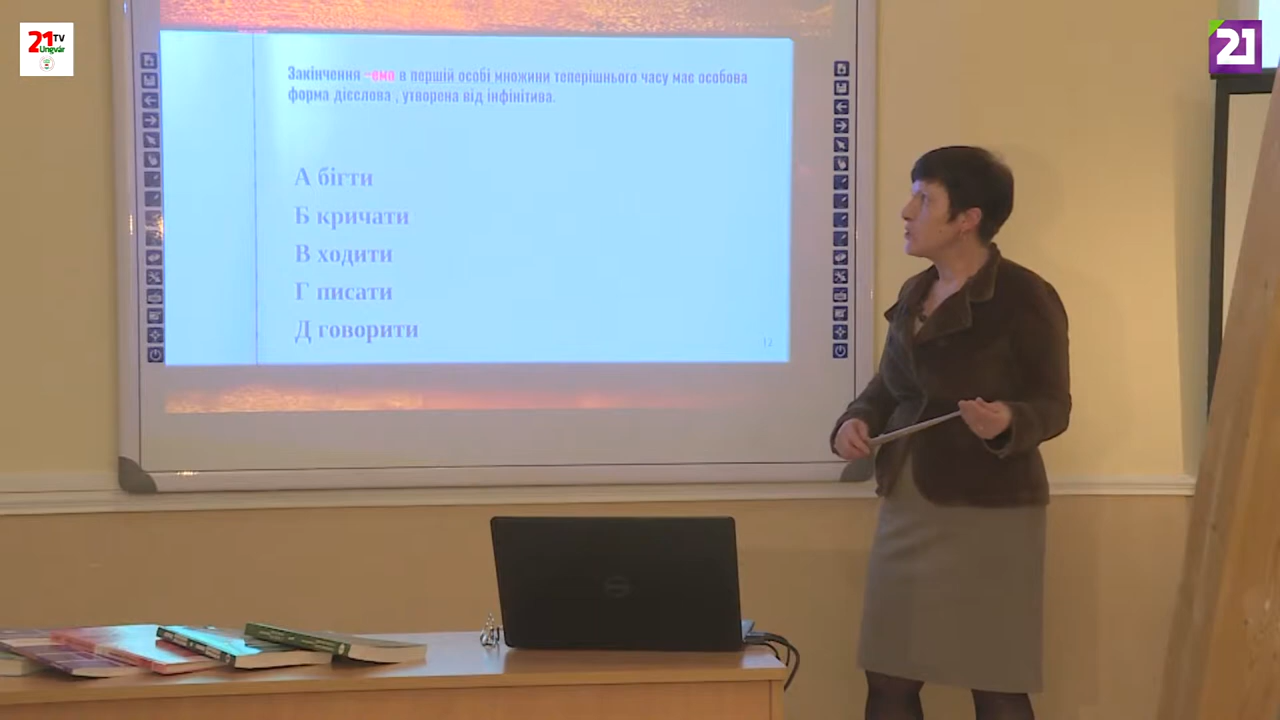 21 TV
Ungvár
21
Закінчення -емо в першій особі множини теперішнього часу має особова
форма дієслова , утворена від інфінітива.
А бігти
Б кричати
В ходити
Г писати
Д говорити
12